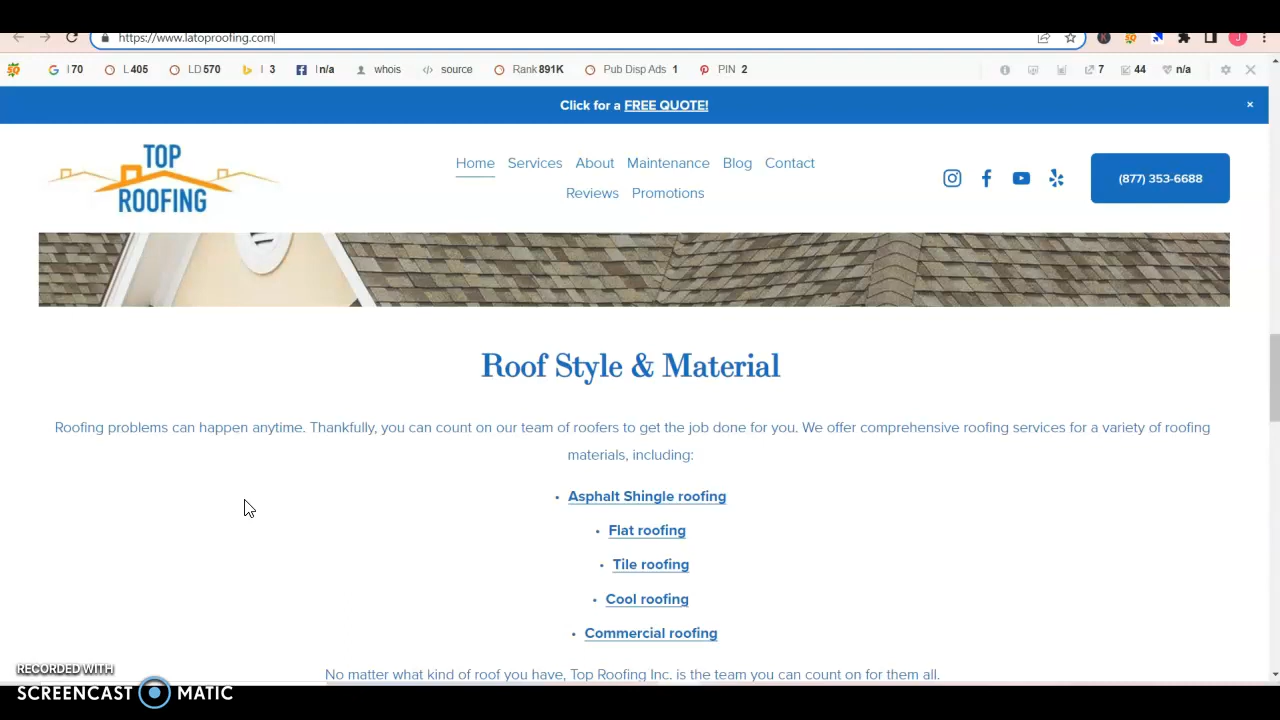 https://www.latoproofing.com
I 70 L 405 LD 570 I 3 I n/a whois source Rank 891K Pub Disp Ads 1 PIN 2 7 44 n/a
Click for a FREE QUOTE! ×
TOP
ROOFING
Home Services About Maintenance Blog Contact
Reviews Promotions
(877) 353-6688
Roof Style & Material
Roofing problems can happen anytime. Thankfully, you can count on our team of roofers to get the job done for you. We offer comprehensive roofing services for a variety of roofing
materials, including:
• Asphalt Shingle roofing
• Flat roofing
• Tile roofing
• Cool roofing
• Commercial roofing
No matter what kind of roof you have, Top Roofing Inc. is the team you can count on for them all.
RECORDED WITH
SCREENCAST MATIC